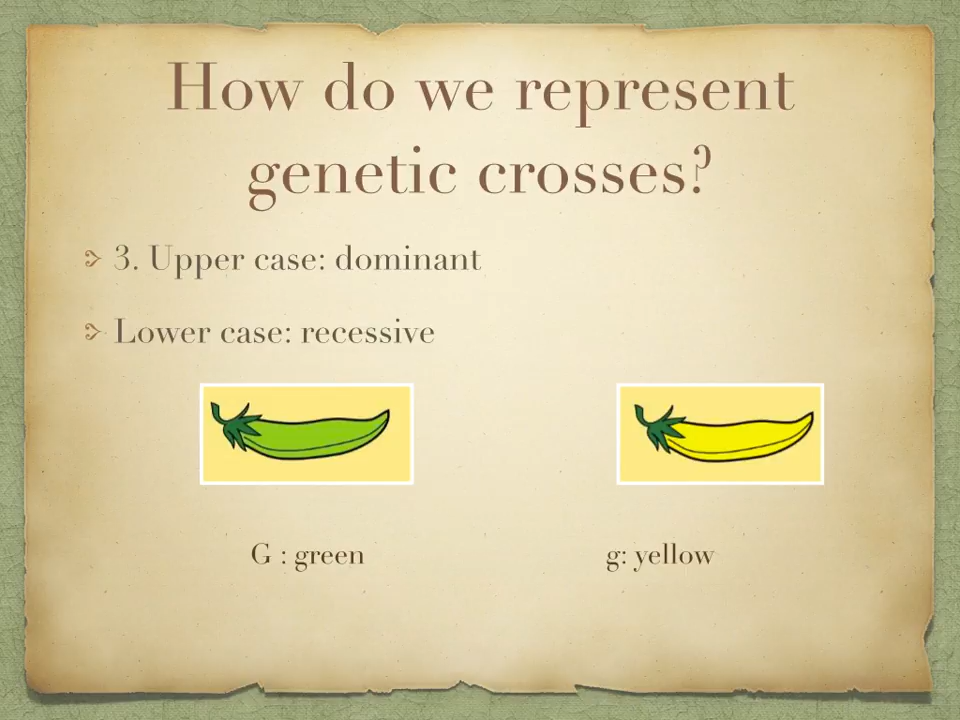 How do we represent
genetic crosses?
3. Upper case: dominant
Lower case: recessive
G : green
g: yellow